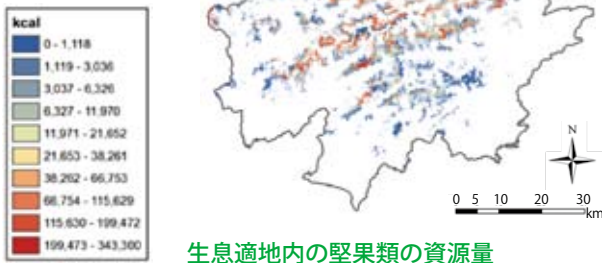 kcal
0 - 1,118
1,119 - 3,036
3,037 - 6,326
6,327 - 11,970
11,971 - 21,652
21,653 - 38,261
38,262 - 66,753
66,754 - 115,629
115,630 - 199,472
199,473 - 343,300
N
0 5 10 20 30
km
生息適地内の堅果類の資源量